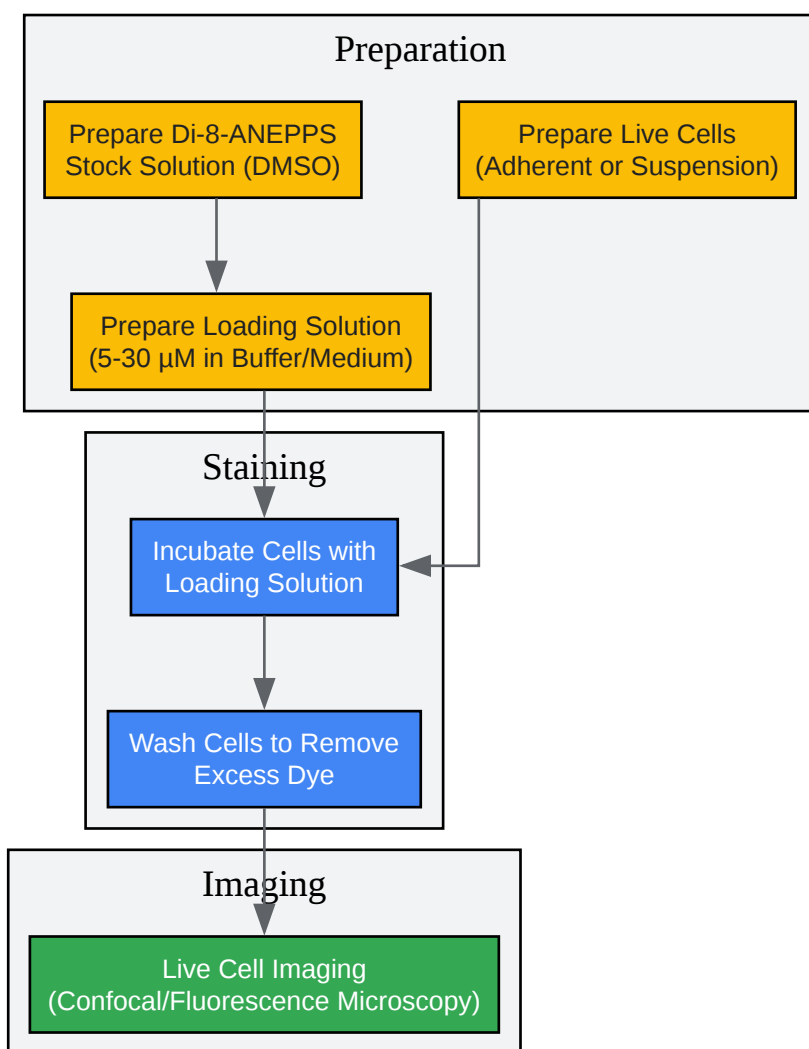 Preparation
Prepare Di-8-ANEPPS
Stock Solution (DMSO)
Prepare Live Cells
(Adherent or Suspension)
Prepare Loading Solution
(5-30 µM in Buffer/Medium)
Staining
Incubate Cells with
Loading Solution
Wash Cells to Remove
Excess Dye
Imaging
Live Cell Imaging
(Confocal/Fluorescence Microscopy)